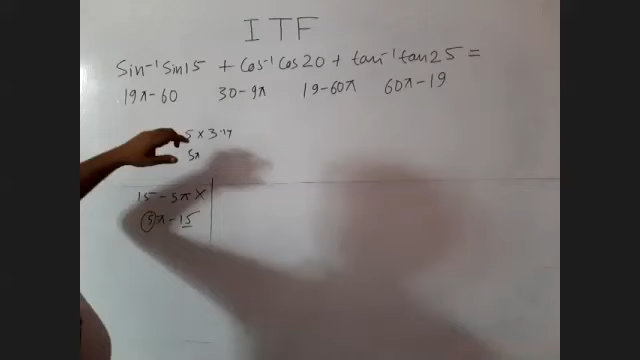 ITF
Sin⁻¹Sin15 + Cos⁻¹Cos20 + tan⁻¹tan25 =
19π-60 30-9π 19-60π 60π-19
5 x 3.14
5π
15-5π X
5π-15